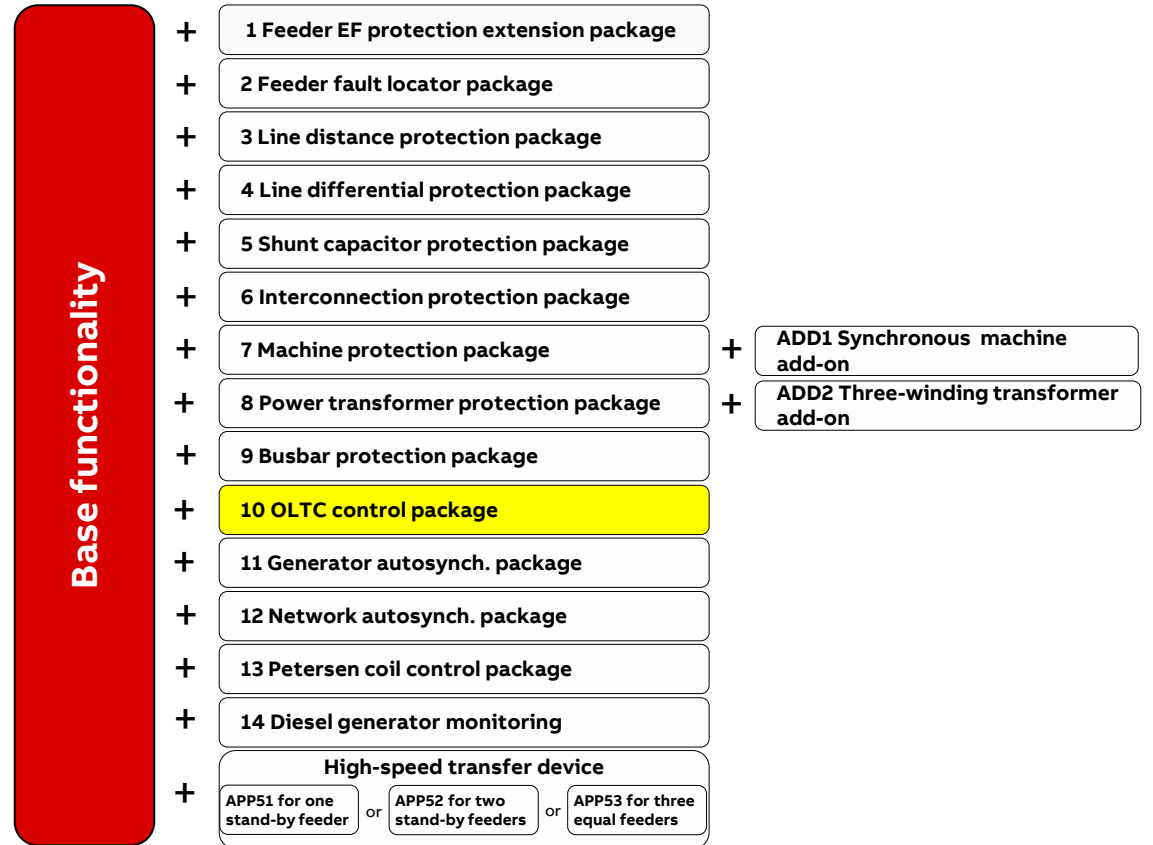 Base functionality
+ 1 Feeder EF protection extension package
+ 2 Feeder fault locator package
+ 3 Line distance protection package
+ 4 Line differential protection package
+ 5 Shunt capacitor protection package
+ 6 Interconnection protection package
+ 7 Machine protection package
+ ADD1 Synchronous machine
add-on
+ 8 Power transformer protection package
+ ADD2 Three-winding transformer
add-on
+ 9 Busbar protection package
+ 10 OLTC control package
+ 11 Generator autosynch. package
+ 12 Network autosynch. package
+ 13 Petersen coil control package
+ 14 Diesel generator monitoring
+ High-speed transfer device
APP51 for one
stand-by feeder
or
APP52 for two
stand-by feeders
or
APP53 for three
equal feeders